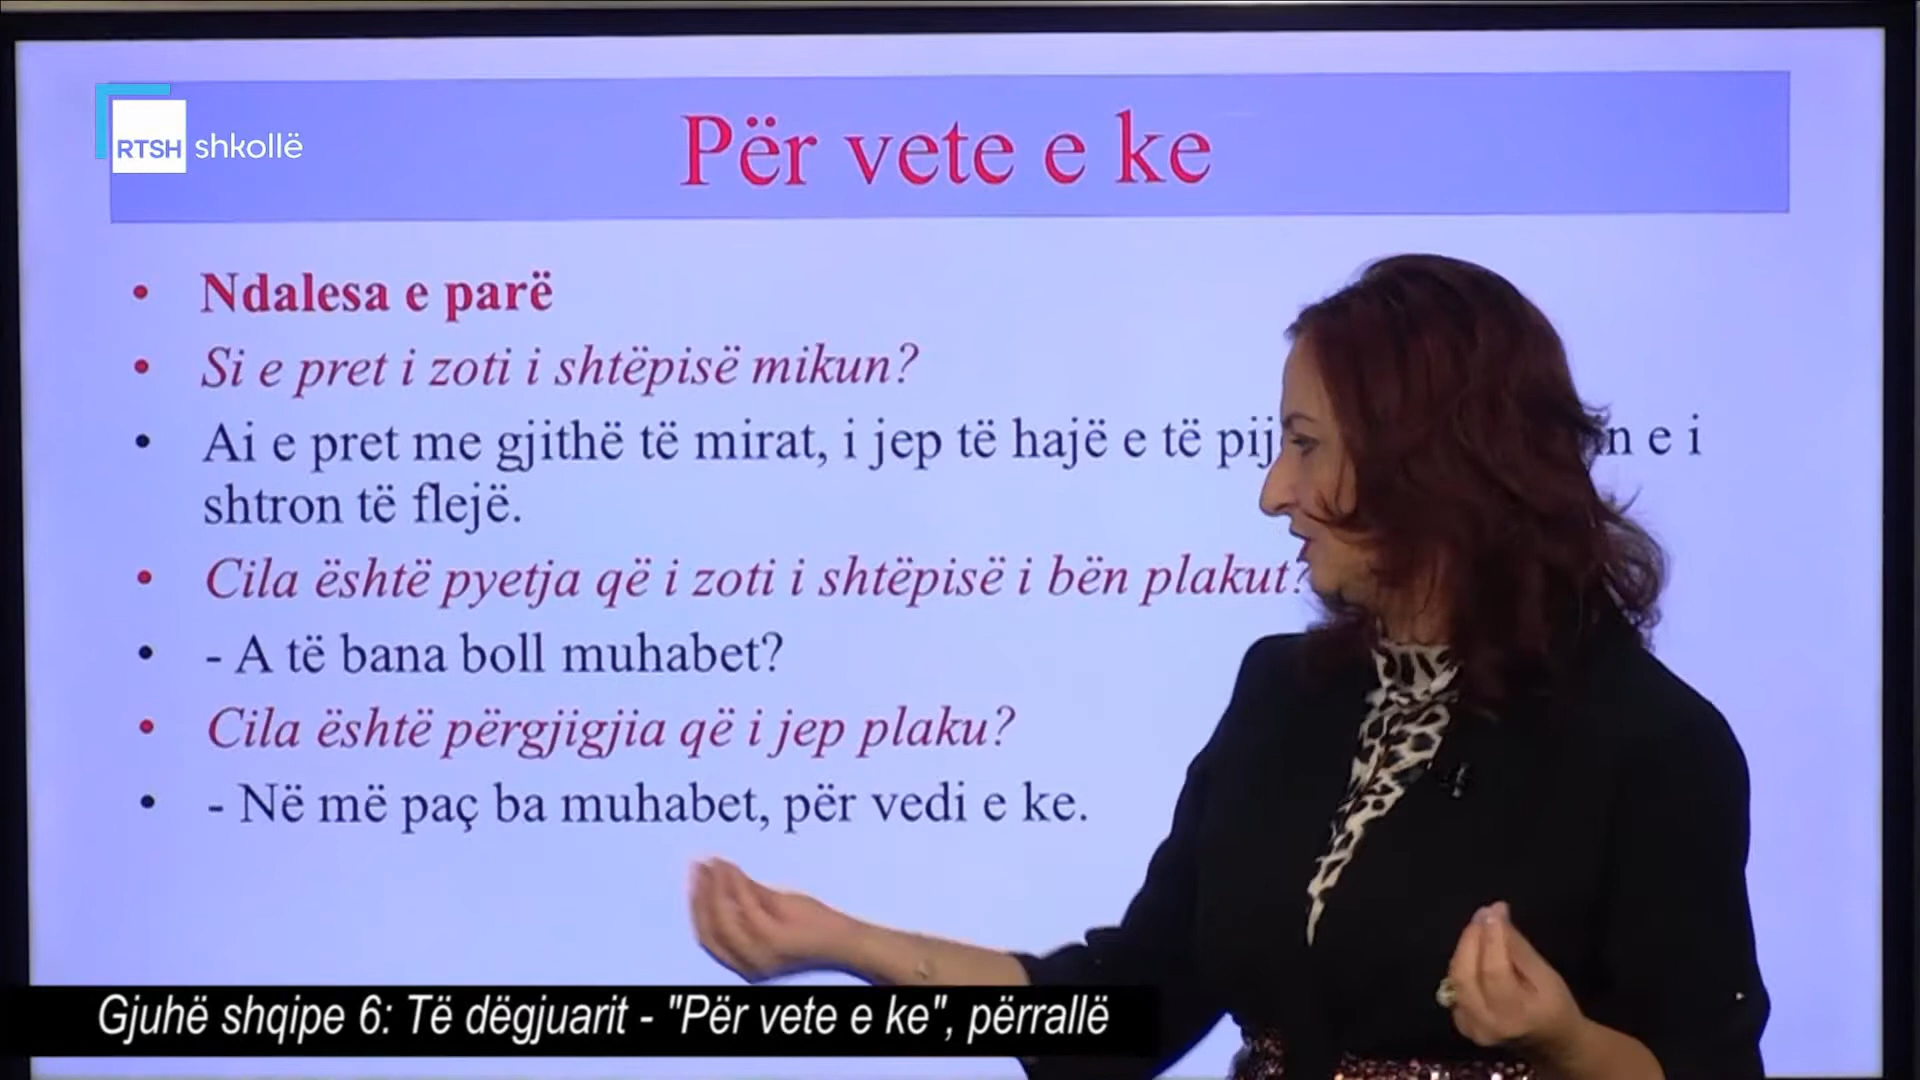 RTSH shkollë
Për vete e ke
• Ndalesa e parë
• Si e pret i zoti i shtëpisë mikun?
• Ai e pret me gjithë të mirat, i jep të hajë e të e i
shtron të flejë.
• Cila është pyetja që i zoti i shtëpisë i bën plakut?
• - A të bana boll muhabet?
• Cila është përgjigjia që i jep plaku?
• - Në më paç ba muhabet, për vedi e ke.
Gjuhë shqipe 6: Të dëgjuarit - "Për vete e ke", përrallë